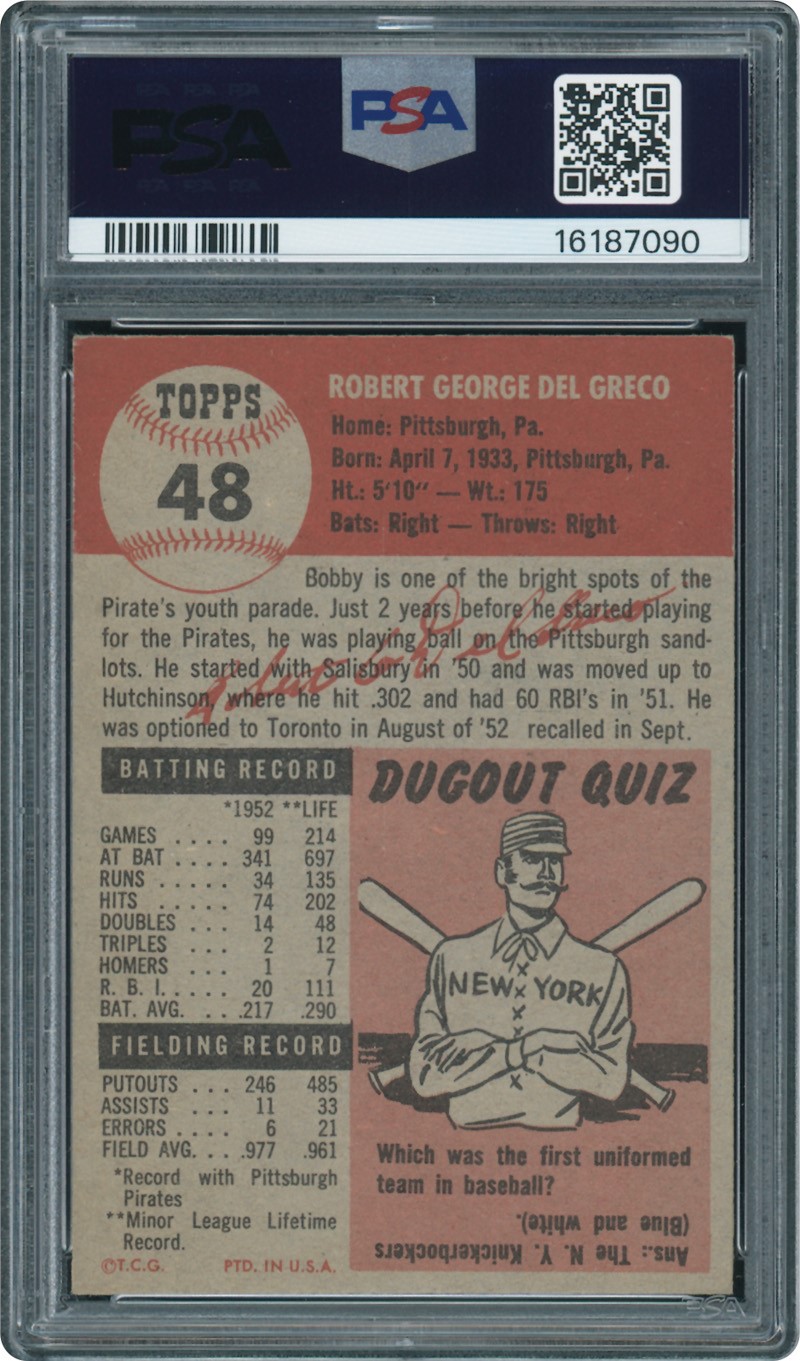 PSA
PSA
16187090
TOPPS
48
ROBERT GEORGE DEL GRECO
Home: Pittsburgh, Pa.
Born: April 7, 1933, Pittsburgh, Pa.
Ht.: 5'10" — Wt.: 175
Bats: Right — Throws: Right
Bobby is one of the bright spots of the
Pirate's youth parade. Just 2 years before he started playing
for the Pirates, he was playing ball on the Pittsburgh sand-
lots. He started with Salisbury in '50 and was moved up to
Hutchinson, where he hit .302 and had 60 RBI's in '51. He
was optioned to Toronto in August of '52 recalled in Sept.
BATTING RECORD
*1952 **LIFE
GAMES .... 99 214
AT BAT .... 341 697
RUNS ..... 34 135
HITS ..... 74 202
DOUBLES ... 14 48
TRIPLES ... 2 12
HOMERS ... 1 7
R. B. I. .... 20 111
BAT. AVG. ... .217 .290
FIELDING RECORD
PUTOUTS ... 246 485
ASSISTS ... 11 33
ERRORS ... 6 21
FIELD AVG. .. .977 .961
*Record with Pittsburgh
Pirates
**Minor League Lifetime
Record.
©T.C.G. PTD. IN U.S.A.
DUGOUT QUIZ
NEW YORK
Which was the first uniformed
team in baseball?
Ans.: The N. Y. Knickerbockers
(Blue and white).
PSA